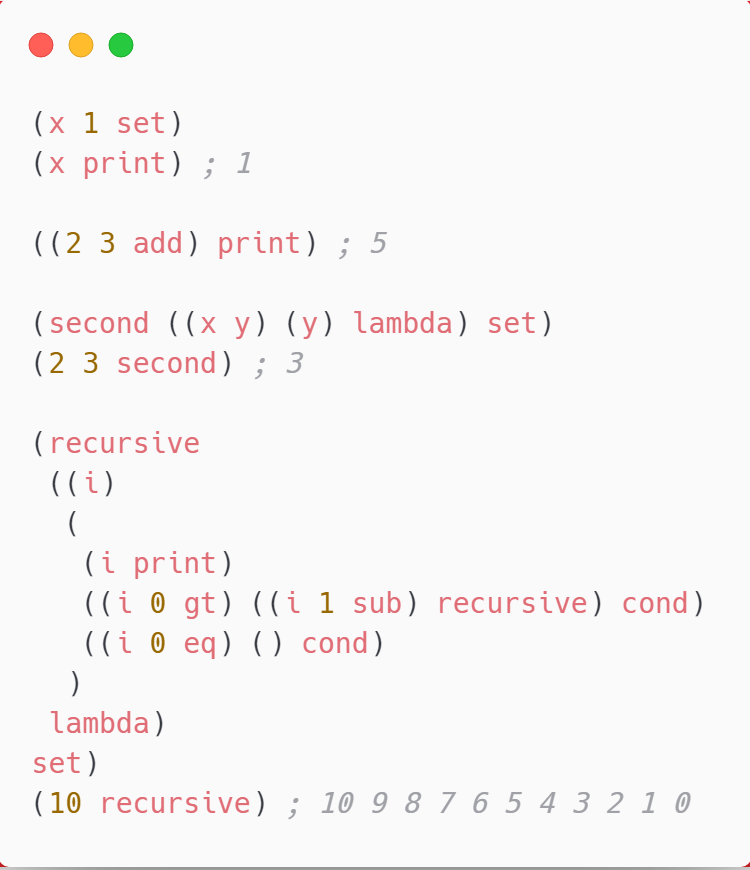 (x 1 set)
(x print) ; 1
((2 3 add) print) ; 5
(second ((x y) (y) lambda) set)
(2 3 second) ; 3
(recursive
 ((i)
  (
   (i print)
   ((i 0 gt) ((i 1 sub) recursive) cond)
   ((i 0 eq) () cond)
  )
 lambda)
set)
(10 recursive) ; 10 9 8 7 6 5 4 3 2 1 0